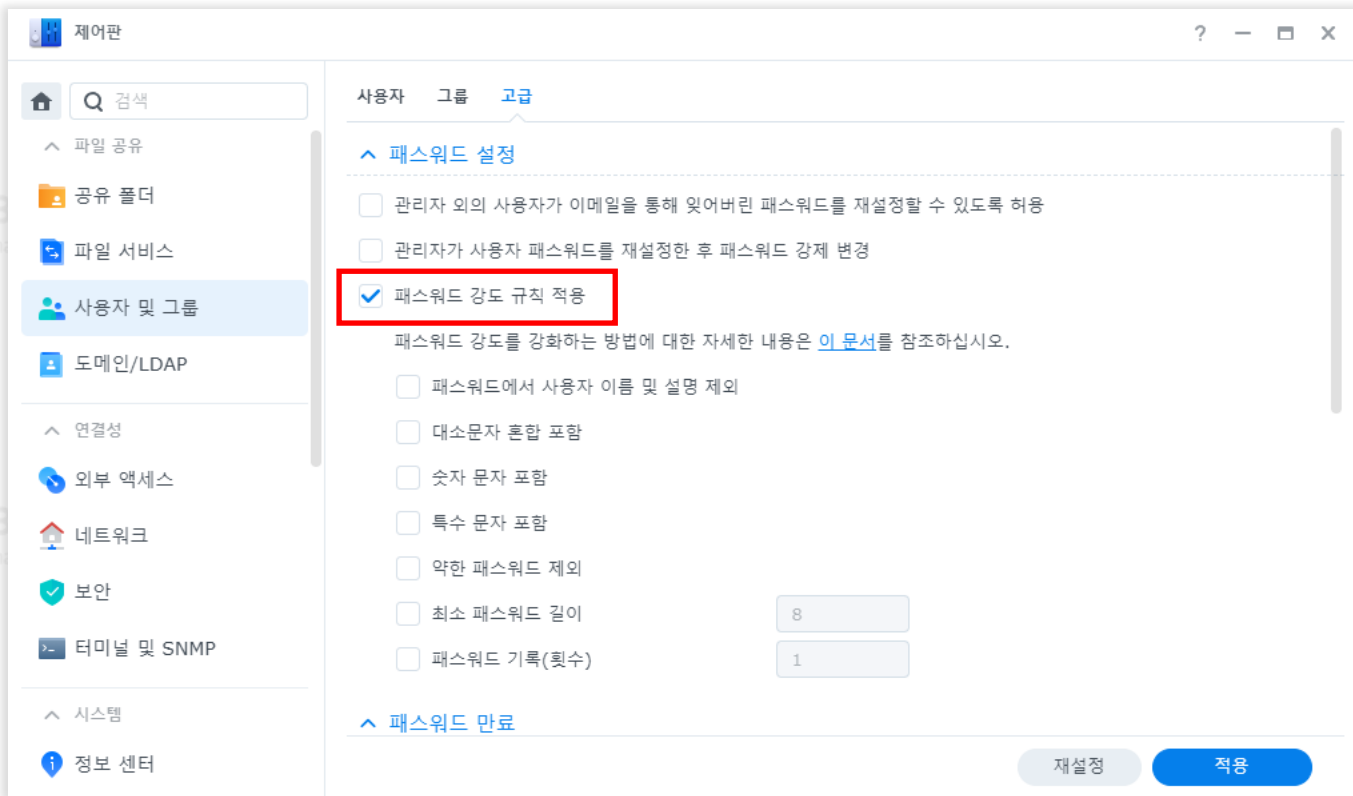 제어판
검색
파일 공유
공유 폴더
파일 서비스
사용자 및 그룹
도메인/LDAP
연결성
외부 액세스
네트워크
보안
터미널 및 SNMP
시스템
정보 센터
사용자 그룹 고급
패스워드 설정
관리자 외의 사용자가 이메일을 통해 잊어버린 패스워드를 재설정할 수 있도록 허용
관리자가 사용자 패스워드를 재설정한 후 패스워드 강제 변경
패스워드 강도 규칙 적용
패스워드 강도를 강화하는 방법에 대한 자세한 내용은 이 문서를 참조하십시오.
패스워드에서 사용자 이름 및 설명 제외
대소문자 혼합 포함
숫자 문자 포함
특수 문자 포함
약한 패스워드 제외
최소 패스워드 길이 8
패스워드 기록(횟수) 1
패스워드 만료
재설정 적용